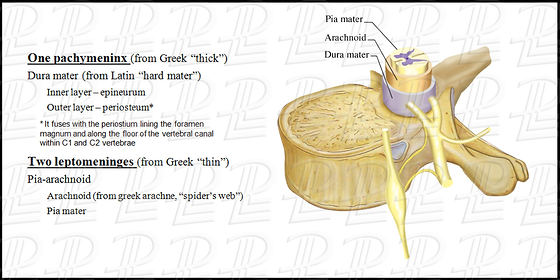 One pachymeninx (from Greek “thick”)
Dura mater (from Latin “hard mater”)
Inner layer – epineurum
Outer layer – periosteum*
*It fuses with the periostium lining the foramen
magnum and along the floor of the vertebral canal
within C1 and C2 vertebrae
Two leptomeninges (from Greek “thin”)
Pia-arachnoid
Arachnoid (from greek arachne, “spider’s web”)
Pia mater
Pia mater
Arachnoid
Dura mater